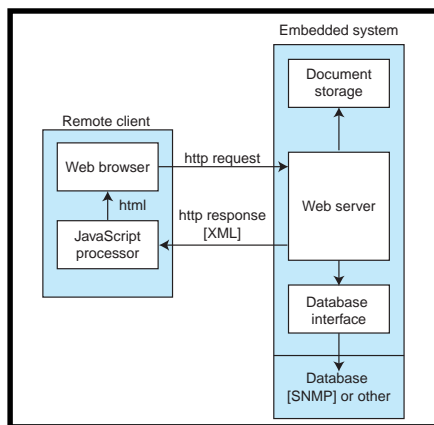 Embedded system
Document
storage
Remote client
Web browser
http request
html
http response
[XML]
Web server
JavaScript
processor
Database
interface
Database
[SNMP] or other